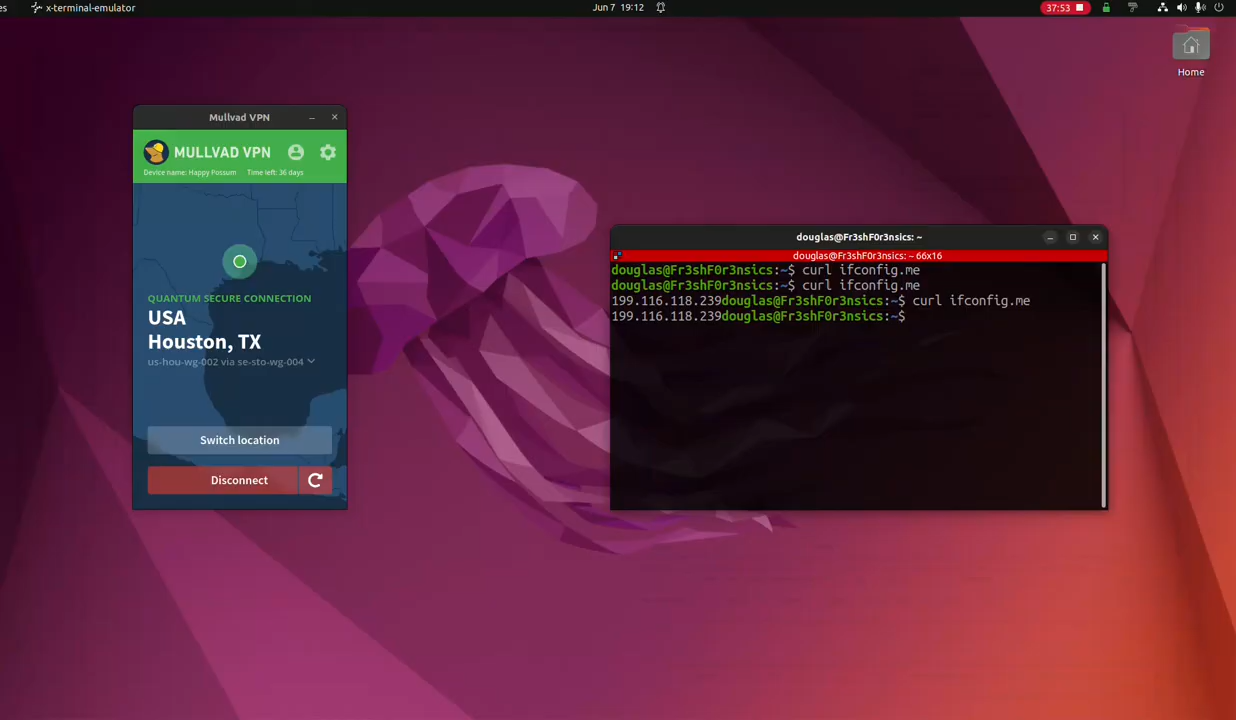 es
x-terminal-emulator
Jun 7 19:12
37:53
Home
Mullvad VPN
MULLVAD VPN
Device name: Happy Possum Time left: 36 days
QUANTUM SECURE CONNECTION
USA
Houston, TX
us-hou-wg-002 via se-sto-wg-004
Switch location
Disconnect
douglas@Fr3shF0r3nsics: ~
douglas@Fr3shF0r3nsics: ~ 66x16
douglas@Fr3shF0r3nsics:~$ curl ifconfig.me
douglas@Fr3shF0r3nsics:~$ curl ifconfig.me
199.116.118.239douglas@Fr3shF0r3nsics:~$ curl ifconfig.me
199.116.118.239douglas@Fr3shF0r3nsics:~$